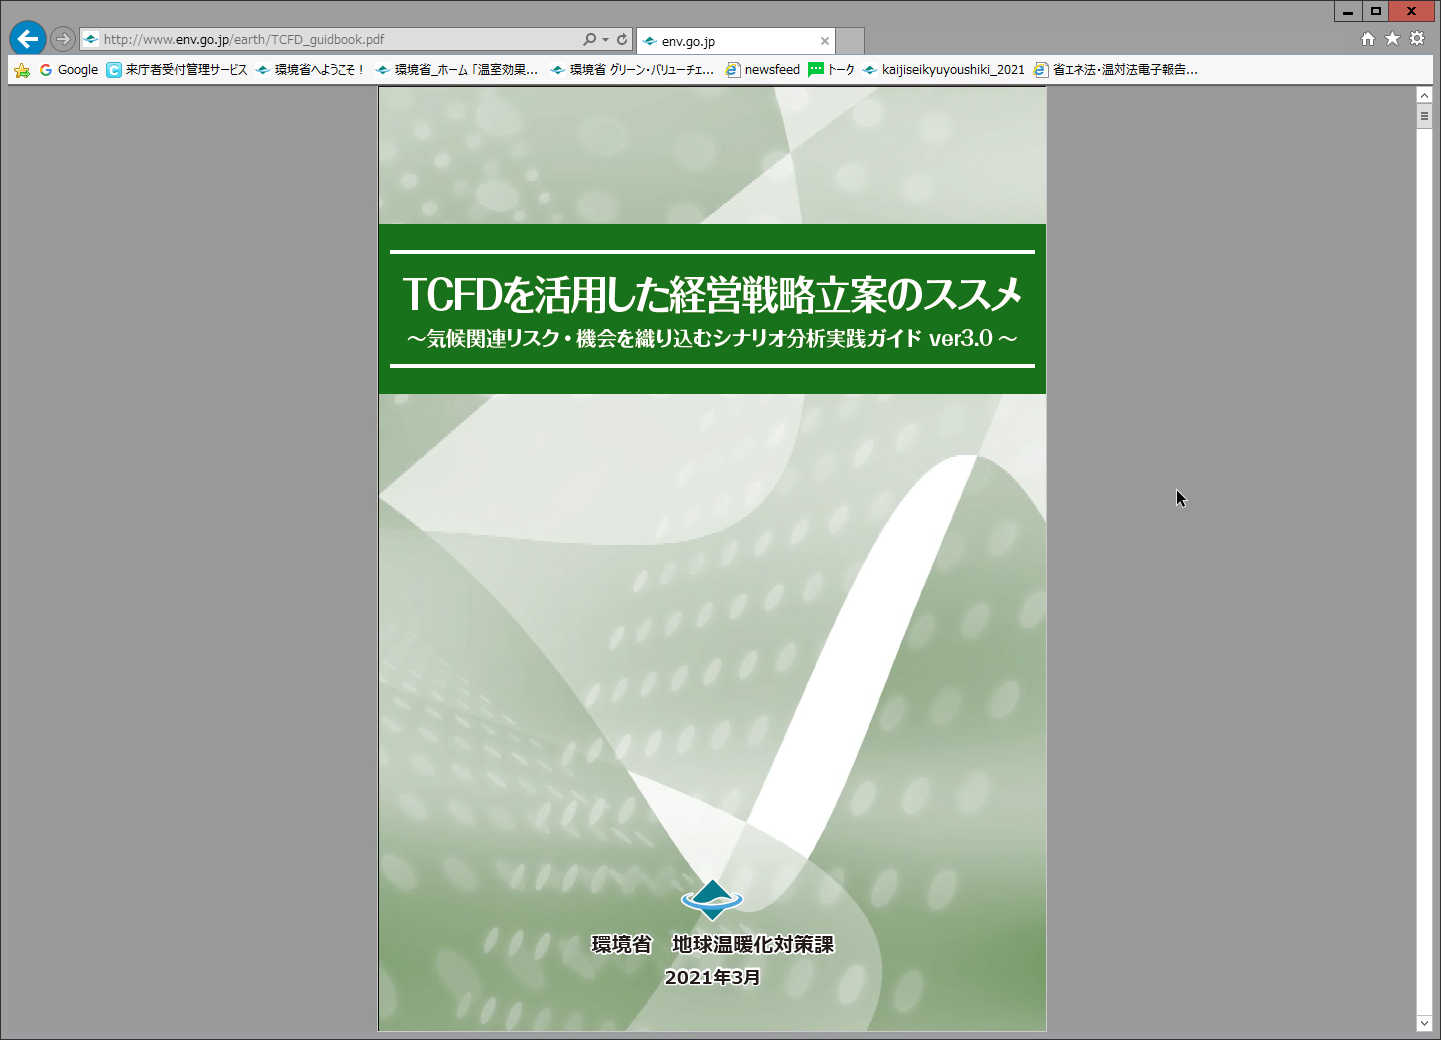 http://www.env.go.jp/earth/TCFD_guidbook.pdf
env.go.jp
Google 来庁者受付管理サービス 環境省へようこそ！ 環境省_ホーム「温室効果... 環境省 グリーン・バリューチェ... newsfeed トーク kaijiseikyuyoushiki_2021 省エネ法・温対法電子報告...
TCFDを活用した経営戦略立案のススメ
～気候関連リスク・機会を織り込むシナリオ分析実践ガイド ver3.0 ～
環境省　地球温暖化対策課
2021年3月